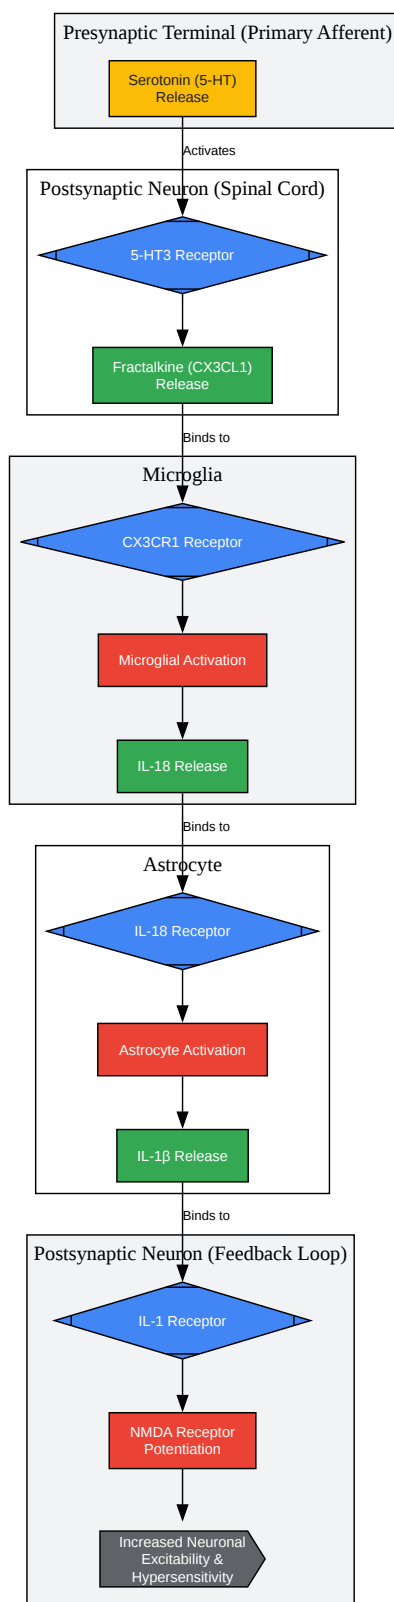 Presynaptic Terminal (Primary Afferent)
Serotonin (5-HT)
Release
Activates
Postsynaptic Neuron (Spinal Cord)
5-HT3 Receptor
Fractalkine (CX3CL1)
Release
Binds to
Microglia
CX3CR1 Receptor
Microglial Activation
IL-18 Release
Binds to
Astrocyte
IL-18 Receptor
Astrocyte Activation
IL-1β Release
Binds to
Postsynaptic Neuron (Feedback Loop)
IL-1 Receptor
NMDA Receptor
Potentiation
Increased Neuronal
Excitability &
Hypersensitivity